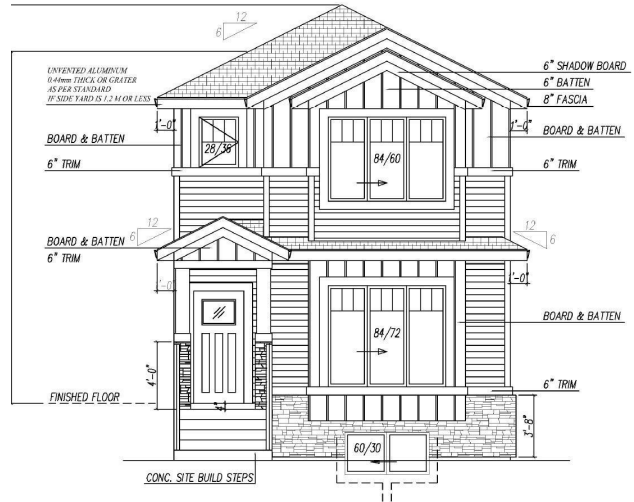 12
6
UNVENTED ALUMINUM
0.44mm THICK OR GRATER
AS PER STANDARD
IF SIDE YARD IS 1.2 M OR LESS
6" SHADOW BOARD
6" BATTEN
8" FASCIA
1'-0"
1'-0"
BOARD & BATTEN
BOARD & BATTEN
28/36
84/60
6" TRIM
6" TRIM
12
6
12
6
BOARD & BATTEN
6" TRIM
1'-0"
1'-0"
BOARD & BATTEN
84/72
4'-0"
6" TRIM
FINISHED FLOOR
4"
3'-8"
60/30
CONC. SITE BUILD STEPS